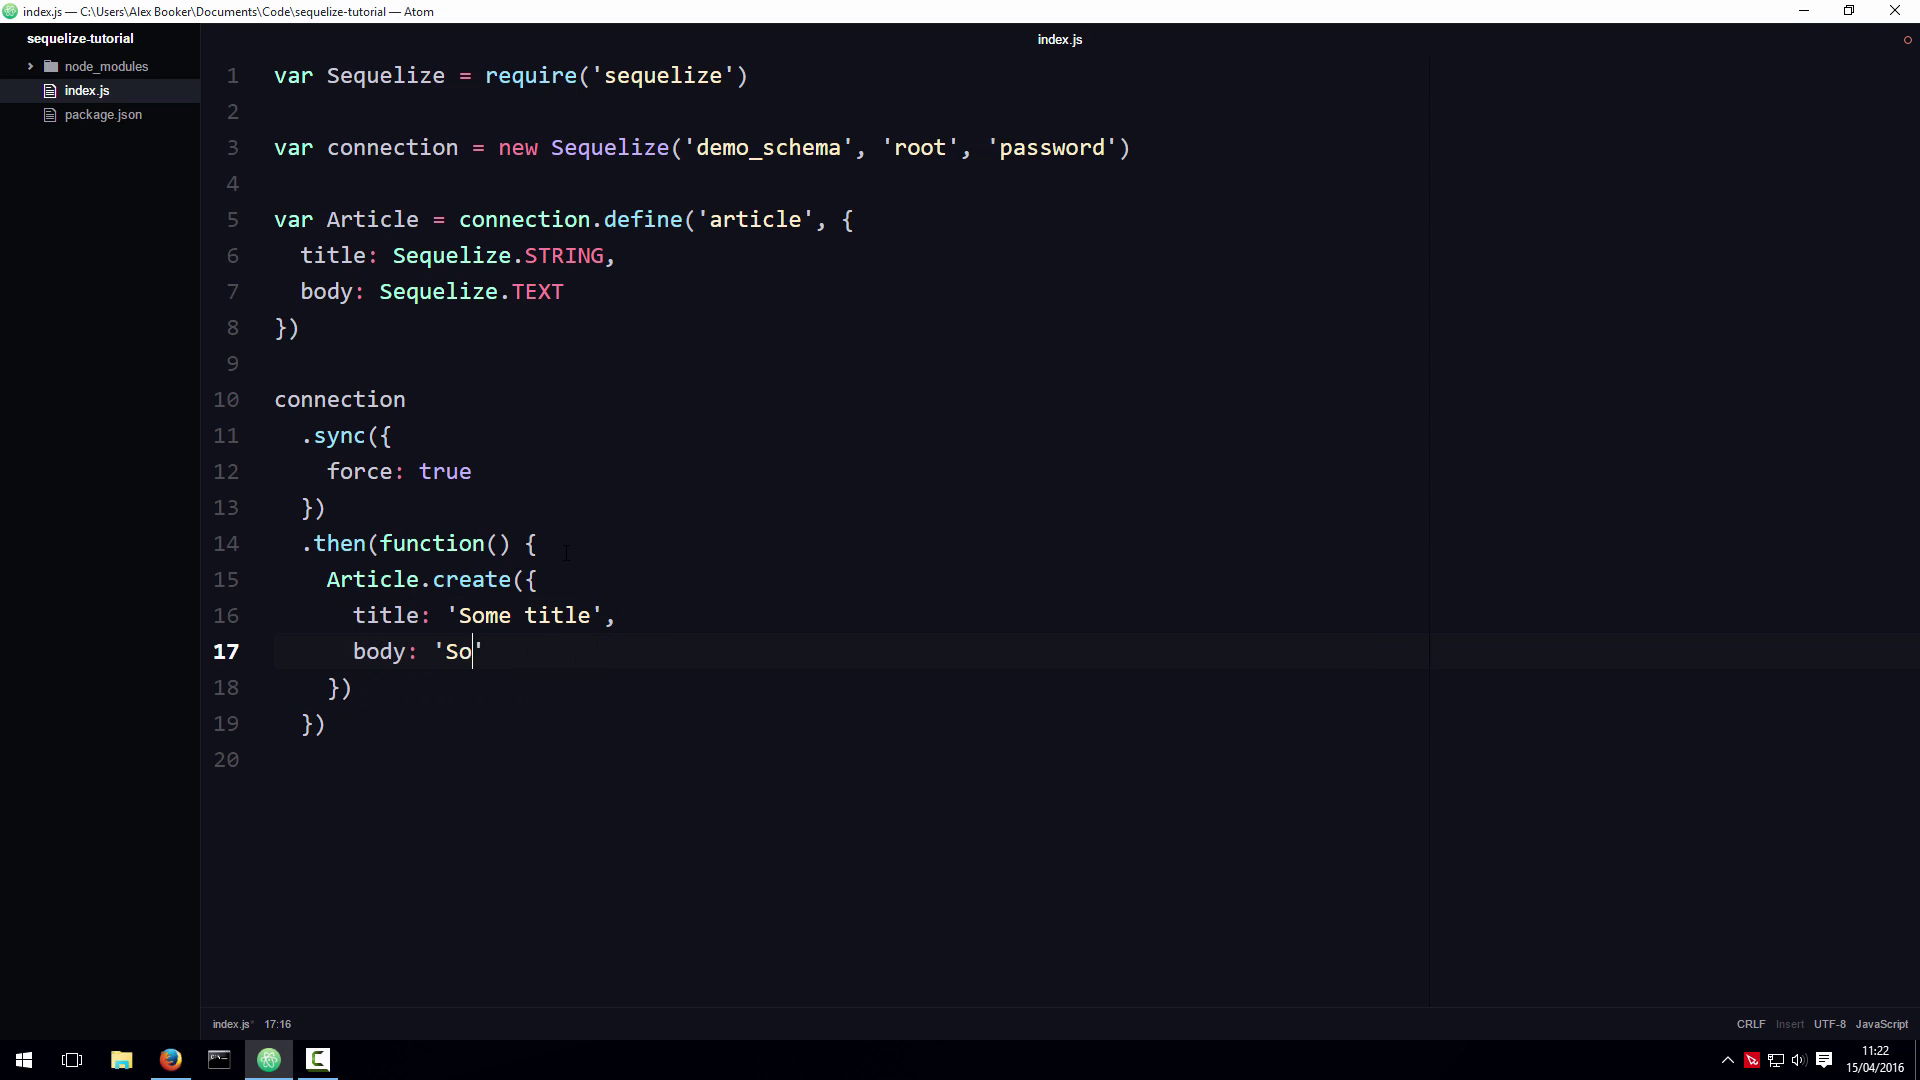 index.js — C:\Users\Alex Booker\Documents\Code\sequelize-tutorial — Atom
sequelize-tutorial
node_modules
index.js
package.json
index.js
1 var Sequelize = require('sequelize')
2
3 var connection = new Sequelize('demo_schema', 'root', 'password')
4
5 var Article = connection.define('article', {
6   title: Sequelize.STRING,
7   body: Sequelize.TEXT
8 })
9
10 connection
11   .sync({
12     force: true
13   })
14   .then(function() {
15     Article.create({
16       title: 'Some title',
17       body: 'So'
18     })
19   })
20
index.js* 17:16
CRLF Insert UTF-8 JavaScript
11:22
15/04/2016